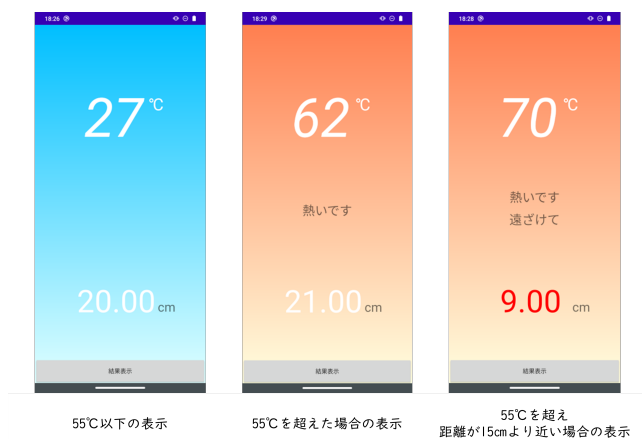 18:26
27 ℃
20.00 cm
結果表示
55℃以下の表示
18:29
62 ℃
熱いです
21.00 cm
結果表示
55℃を超えた場合の表示
18:28
70 ℃
熱いです
遠ざけて
9.00 cm
結果表示
55℃を超え
距離が15cmより近い場合の表示